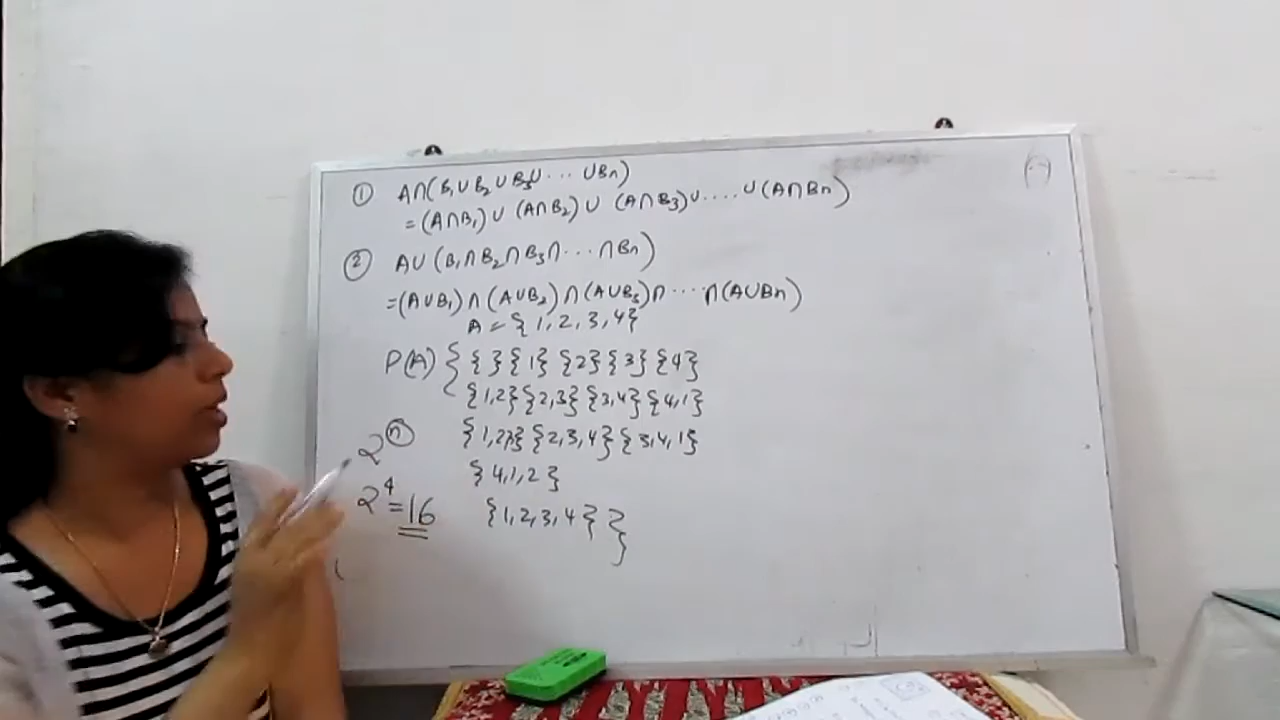 ① A∩(B₁∪B₂∪B₃∪... ∪Bn)
=(A∩B₁)∪ (A∩B₂)∪ (A∩B₃)∪.....∪(A∩Bn)
② A∪(B₁∩B₂∩B₃∩...∩Bn)
=(A∪B₁)∩(A∪B₂)∩(A∪B₃)∩....∩(A∪Bn)
A = {1,2,3,4}
P(A) { { }{1} {2}{3}{4}
{1,2}{2,3}{3,4}{4,1}
{1,2,3}{2,3,4}{3,4,1}
2ⁿ
{4,1,2}
2⁴=16 {1,2,3,4} }